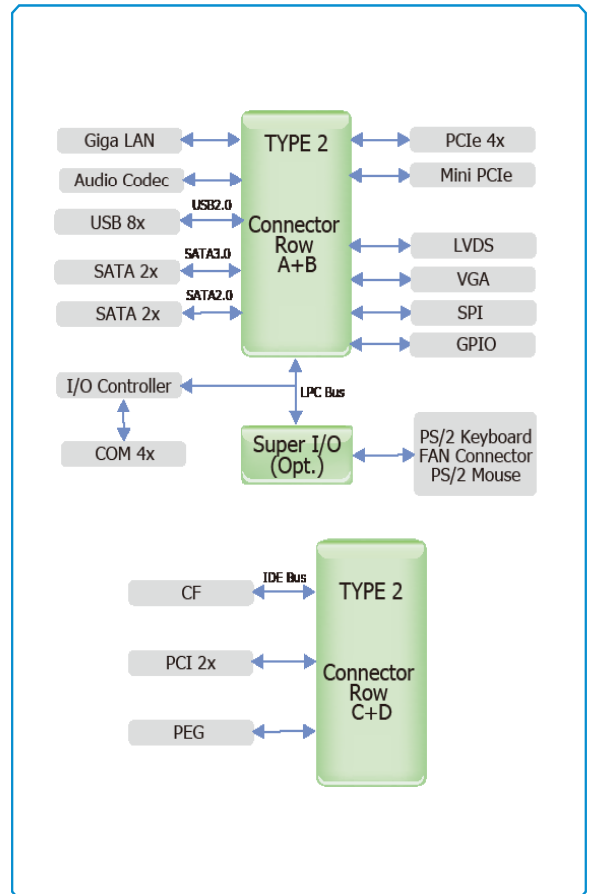 Giga LAN
Audio Codec
USB 8x
SATA 2x
SATA 2x
USB2.0
SATA3.0
SATA2.0
TYPE 2
Connector
Row
A+B
PCIe 4x
Mini PCIe
LVDS
VGA
SPI
GPIO
I/O Controller
LPC Bus
COM 4x
Super I/O
(Opt.)
PS/2 Keyboard
FAN Connector
PS/2 Mouse
CF
IDE Bus
PCI 2x
PEG
TYPE 2
Connector
Row
C+D